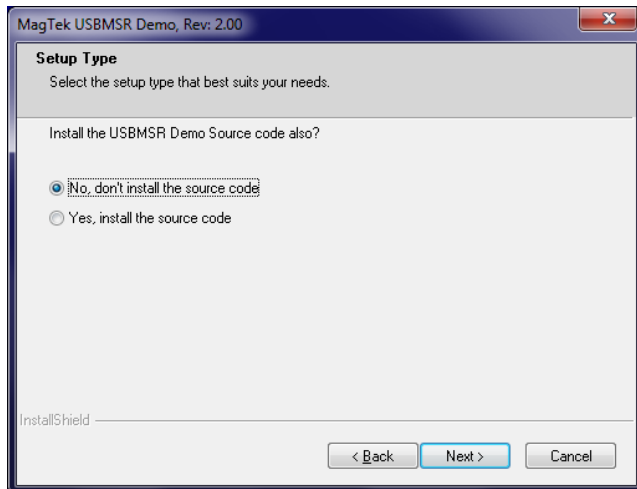 MagTek USBMSR Demo, Rev: 2.00
Setup Type
Select the setup type that best suits your needs.
Install the USBMSR Demo Source code also?
No, don't install the source code
Yes, install the source code
InstallShield
< Back
Next >
Cancel